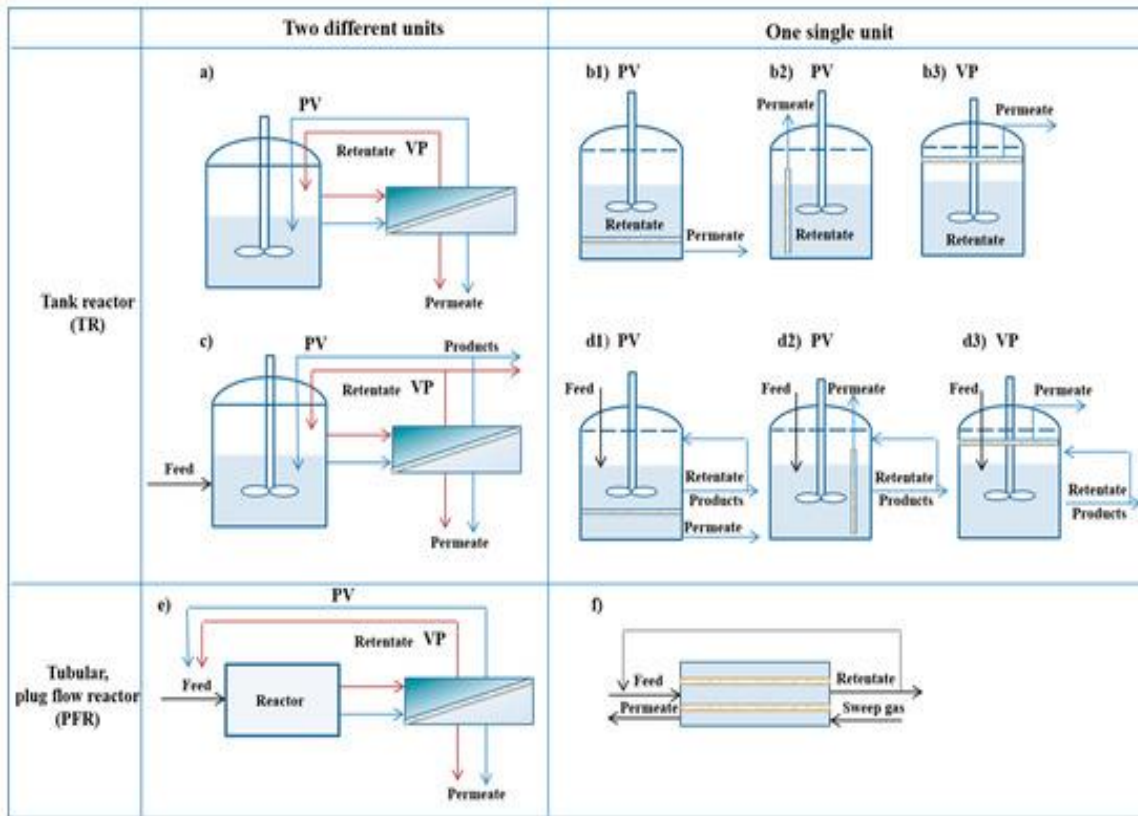 Two different units
One single unit
Tank reactor
(TR)
a)
PV
Retentate VP
Permeate
b1) PV
Retentate
Permeate
b2) PV
Permeate
Retentate
b3) VP
Permeate
Retentate
c)
PV
Products
Retentate VP
Feed
Permeate
d1) PV
Feed
Retentate
Products
Permeate
d2) PV
Feed
Permeate
Retentate
Products
d3) VP
Feed
Permeate
Retentate
Products
Tubular,
plug flow reactor
(PFR)
e)
PV
Retentate VP
Feed
Reactor
Permeate
f)
Feed
Retentate
Permeate
Sweep gas